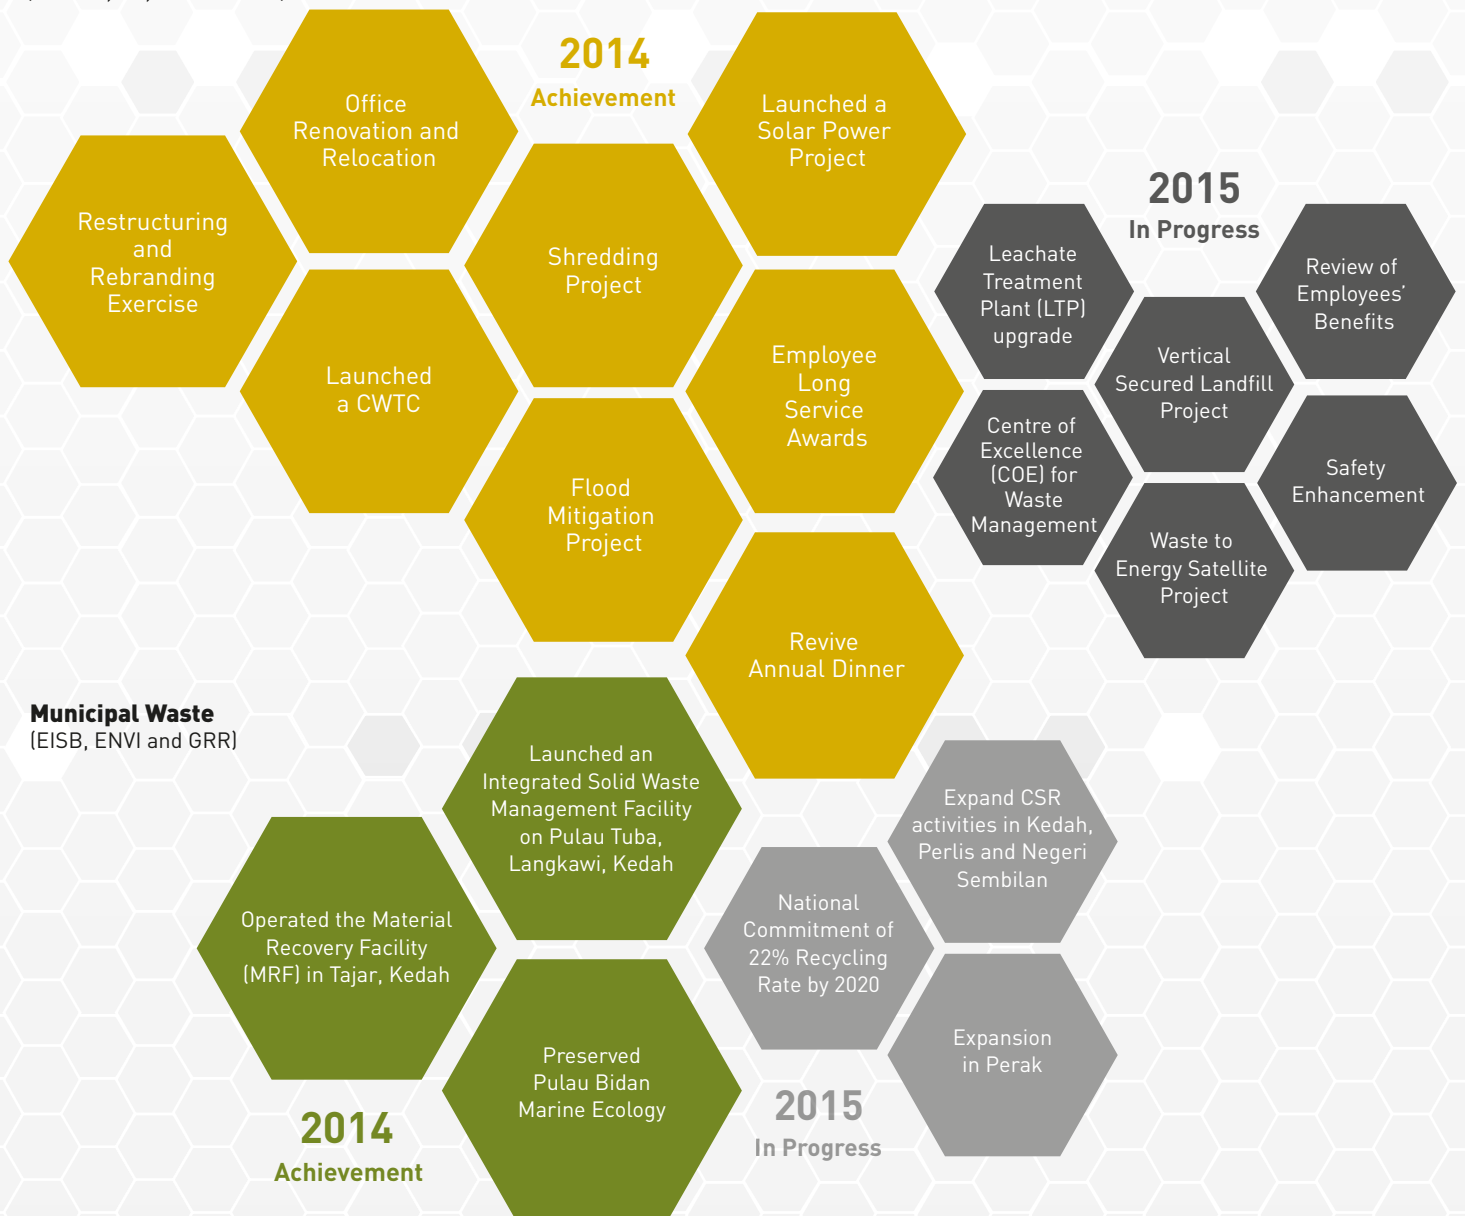 2014
Achievement
Office
Renovation and
Relocation
Launched a
Solar Power
Project
Restructuring
and
Rebranding
Exercise
Shredding
Project
Launched
a CWTC
Employee
Long
Service
Awards
Flood
Mitigation
Project
Revive
Annual Dinner
2015
In Progress
Leachate
Treatment
Plant (LTP)
upgrade
Review of
Employees’
Benefits
Vertical
Secured Landfill
Project
Centre of
Excellence
(COE) for
Waste
Management
Safety
Enhancement
Waste to
Energy Satellite
Project
Municipal Waste
(EISB, ENVI and GRR)
Launched an
Integrated Solid Waste
Management Facility
on Pulau Tuba,
Langkawi, Kedah
Operated the Material
Recovery Facility
(MRF) in Tajar, Kedah
Preserved
Pulau Bidan
Marine Ecology
2014
Achievement
Expand CSR
activities in Kedah,
Perlis and Negeri
Sembilan
National
Commitment of
22% Recycling
Rate by 2020
Expansion
in Perak
2015
In Progress